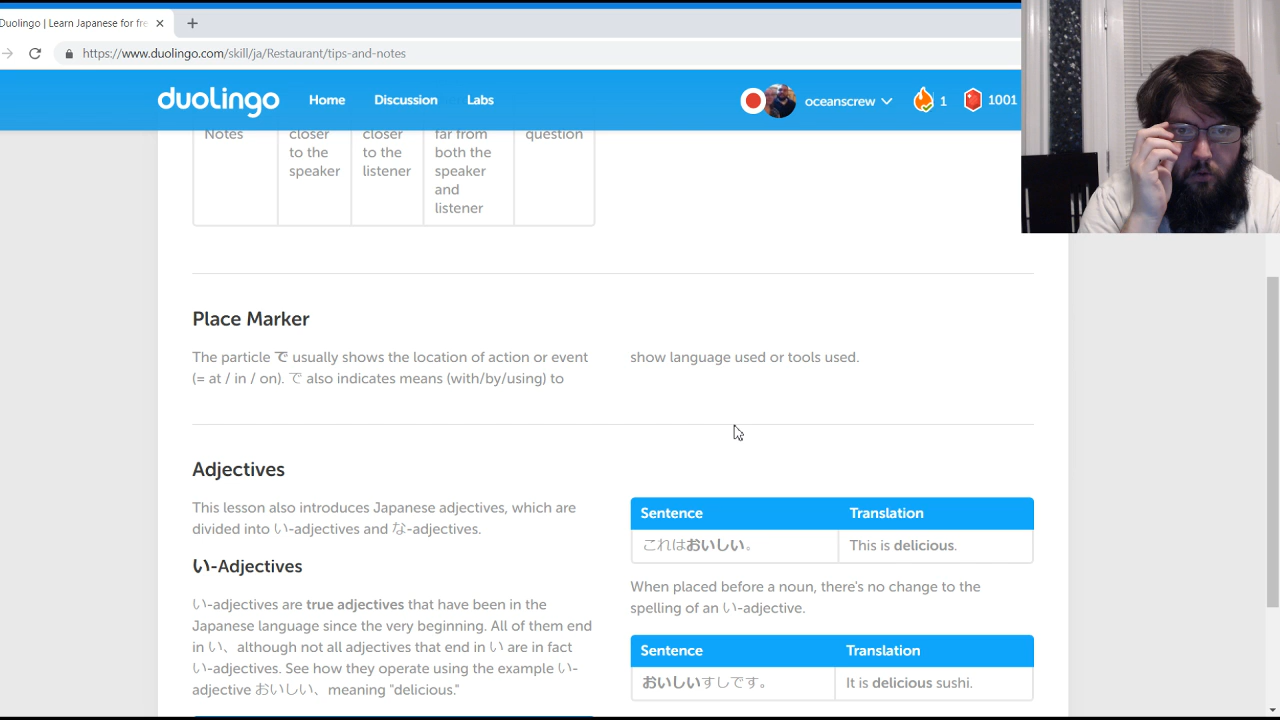 Duolingo | Learn Japanese for fre
https://www.duolingo.com/skill/ja/Restaurant/tips-and-notes
duolingo Home Discussion Labs oceanscrew 1 1001
Notes
closer
to the
speaker
closer
to the
listener
far from
both the
speaker
and
listener
question
Place Marker
The particle で usually shows the location of action or event
(= at / in / on). で also indicates means (with/by/using) to
show language used or tools used.
Adjectives
This lesson also introduces Japanese adjectives, which are
divided into い-adjectives and な-adjectives.
い-Adjectives
い-adjectives are true adjectives that have been in the
Japanese language since the very beginning. All of them end
in い、although not all adjectives that end in い are in fact
い-adjectives. See how they operate using the example い-
adjective おいしい、meaning "delicious."
Sentence Translation
これはおいしい。 This is delicious.
When placed before a noun, there's no change to the
spelling of an い-adjective.
Sentence Translation
おいしいすしです。 It is delicious sushi.